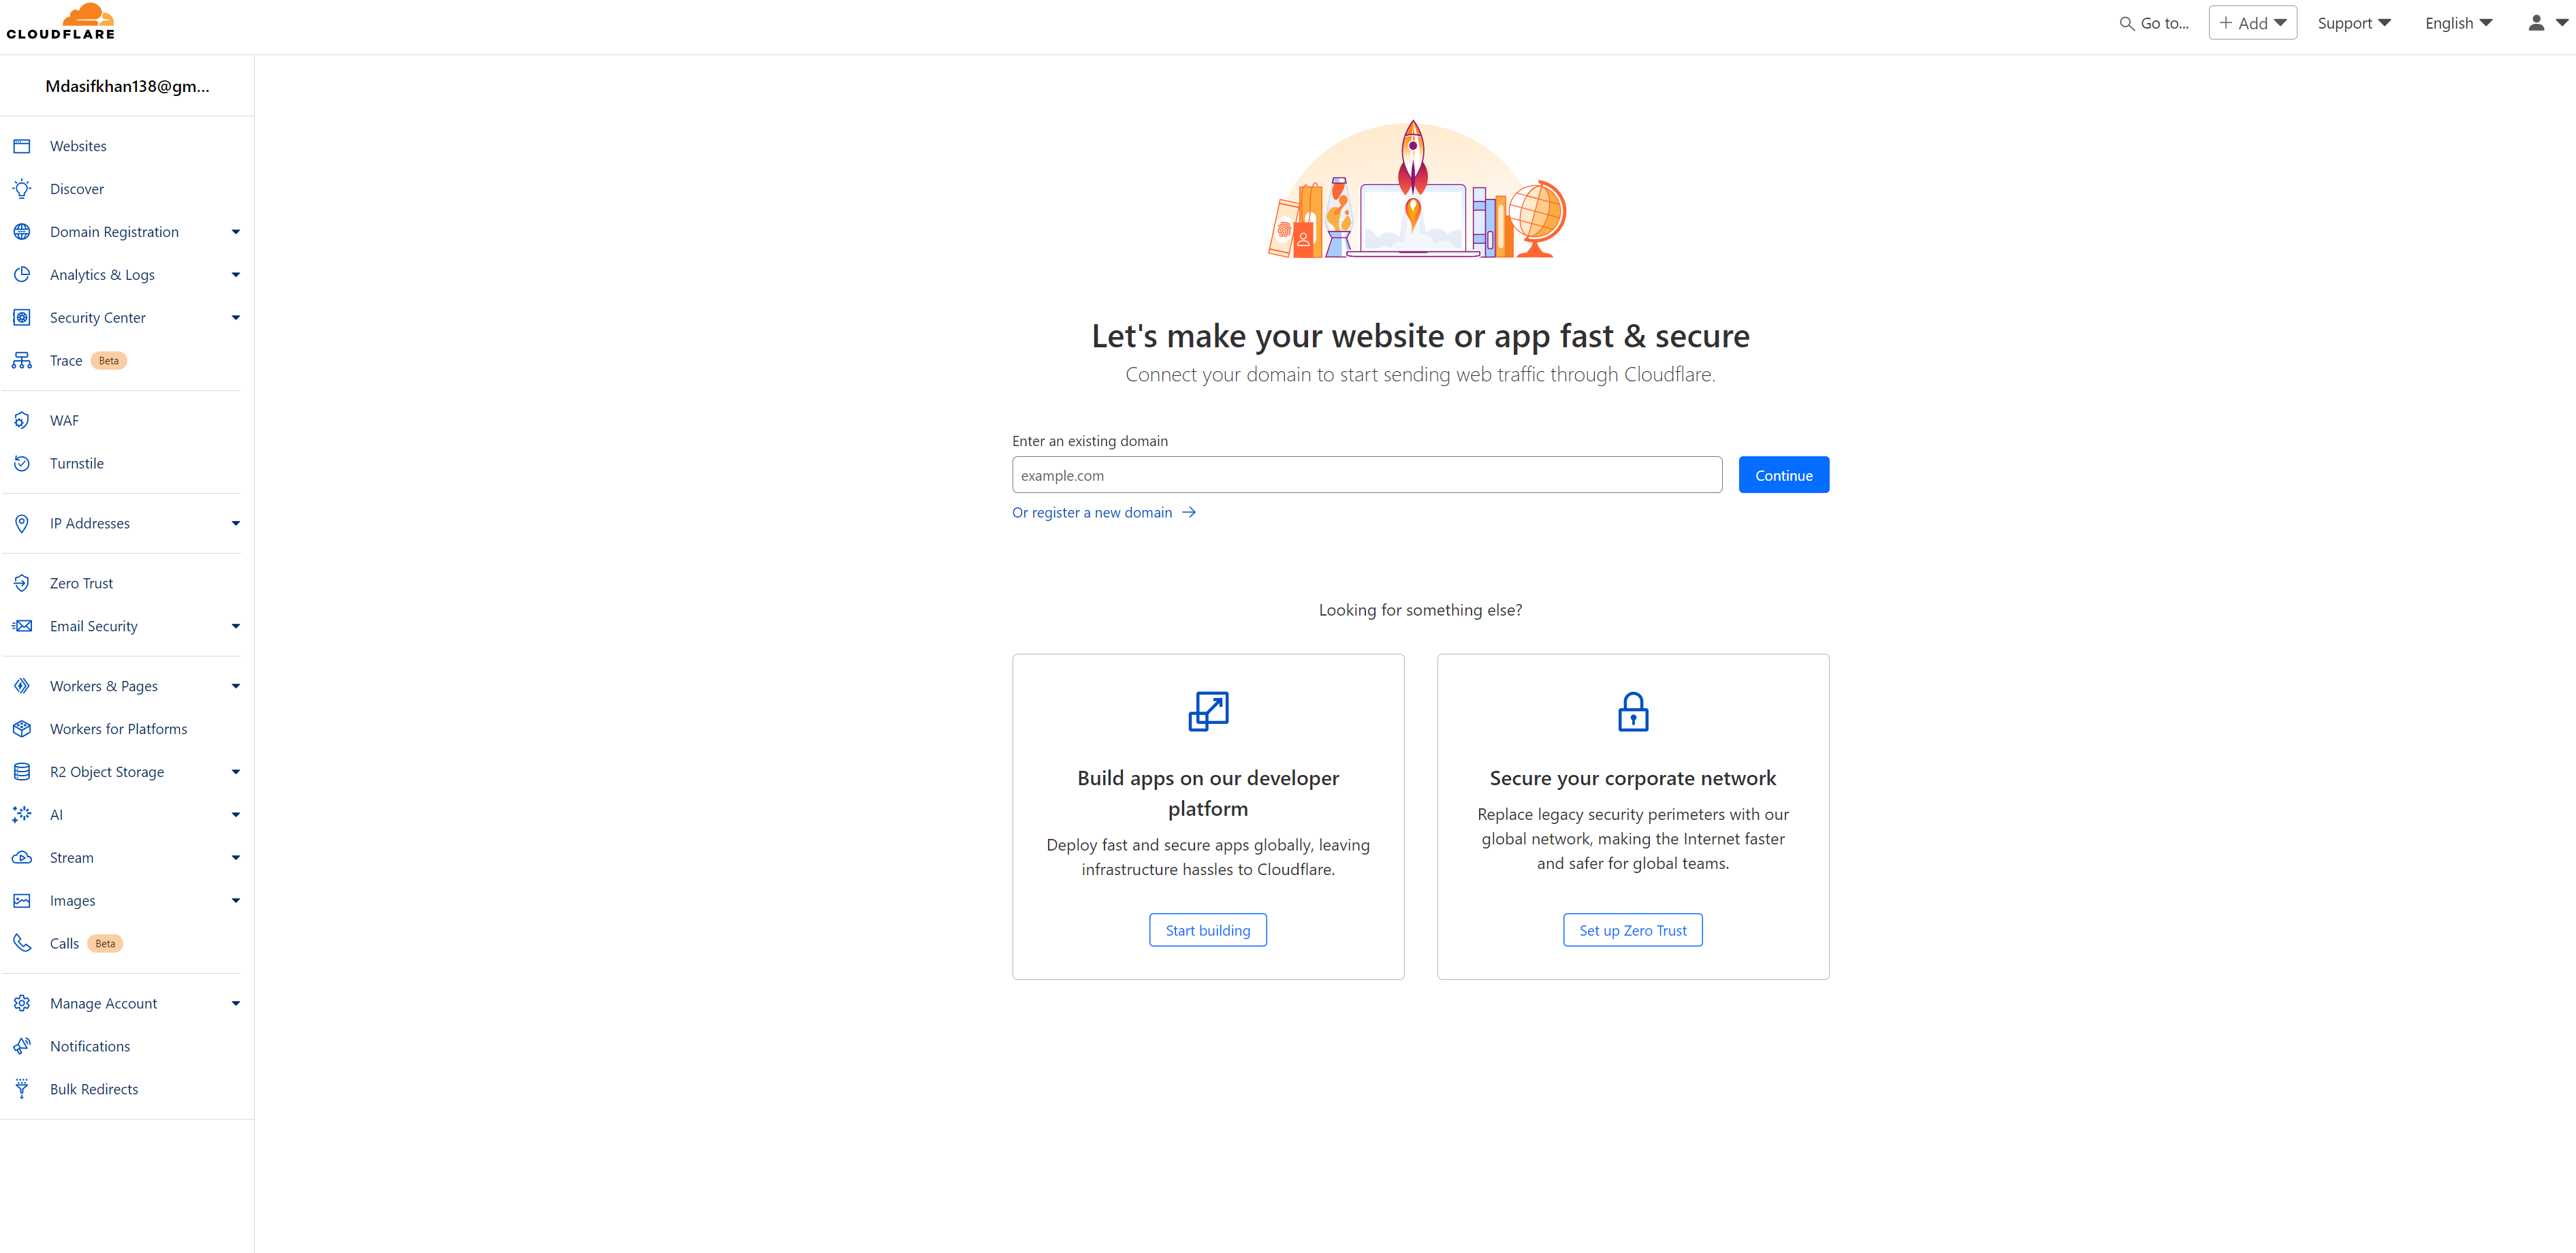 CLOUDFLARE
Go to...
Add
Support
English
Mdasifkhan138@gm...
Websites
Discover
Domain Registration
Analytics & Logs
Security Center
Trace Beta
WAF
Turnstile
IP Addresses
Zero Trust
Email Security
Workers & Pages
Workers for Platforms
R2 Object Storage
AI
Stream
Images
Calls Beta
Manage Account
Notifications
Bulk Redirects
Let's make your website or app fast & secure
Connect your domain to start sending web traffic through Cloudflare.
Enter an existing domain
example.com
Continue
Or register a new domain
Looking for something else?
Build apps on our developer
platform
Deploy fast and secure apps globally, leaving
infrastructure hassles to Cloudflare.
Start building
Secure your corporate network
Replace legacy security perimeters with our
global network, making the Internet faster
and safer for global teams.
Set up Zero Trust